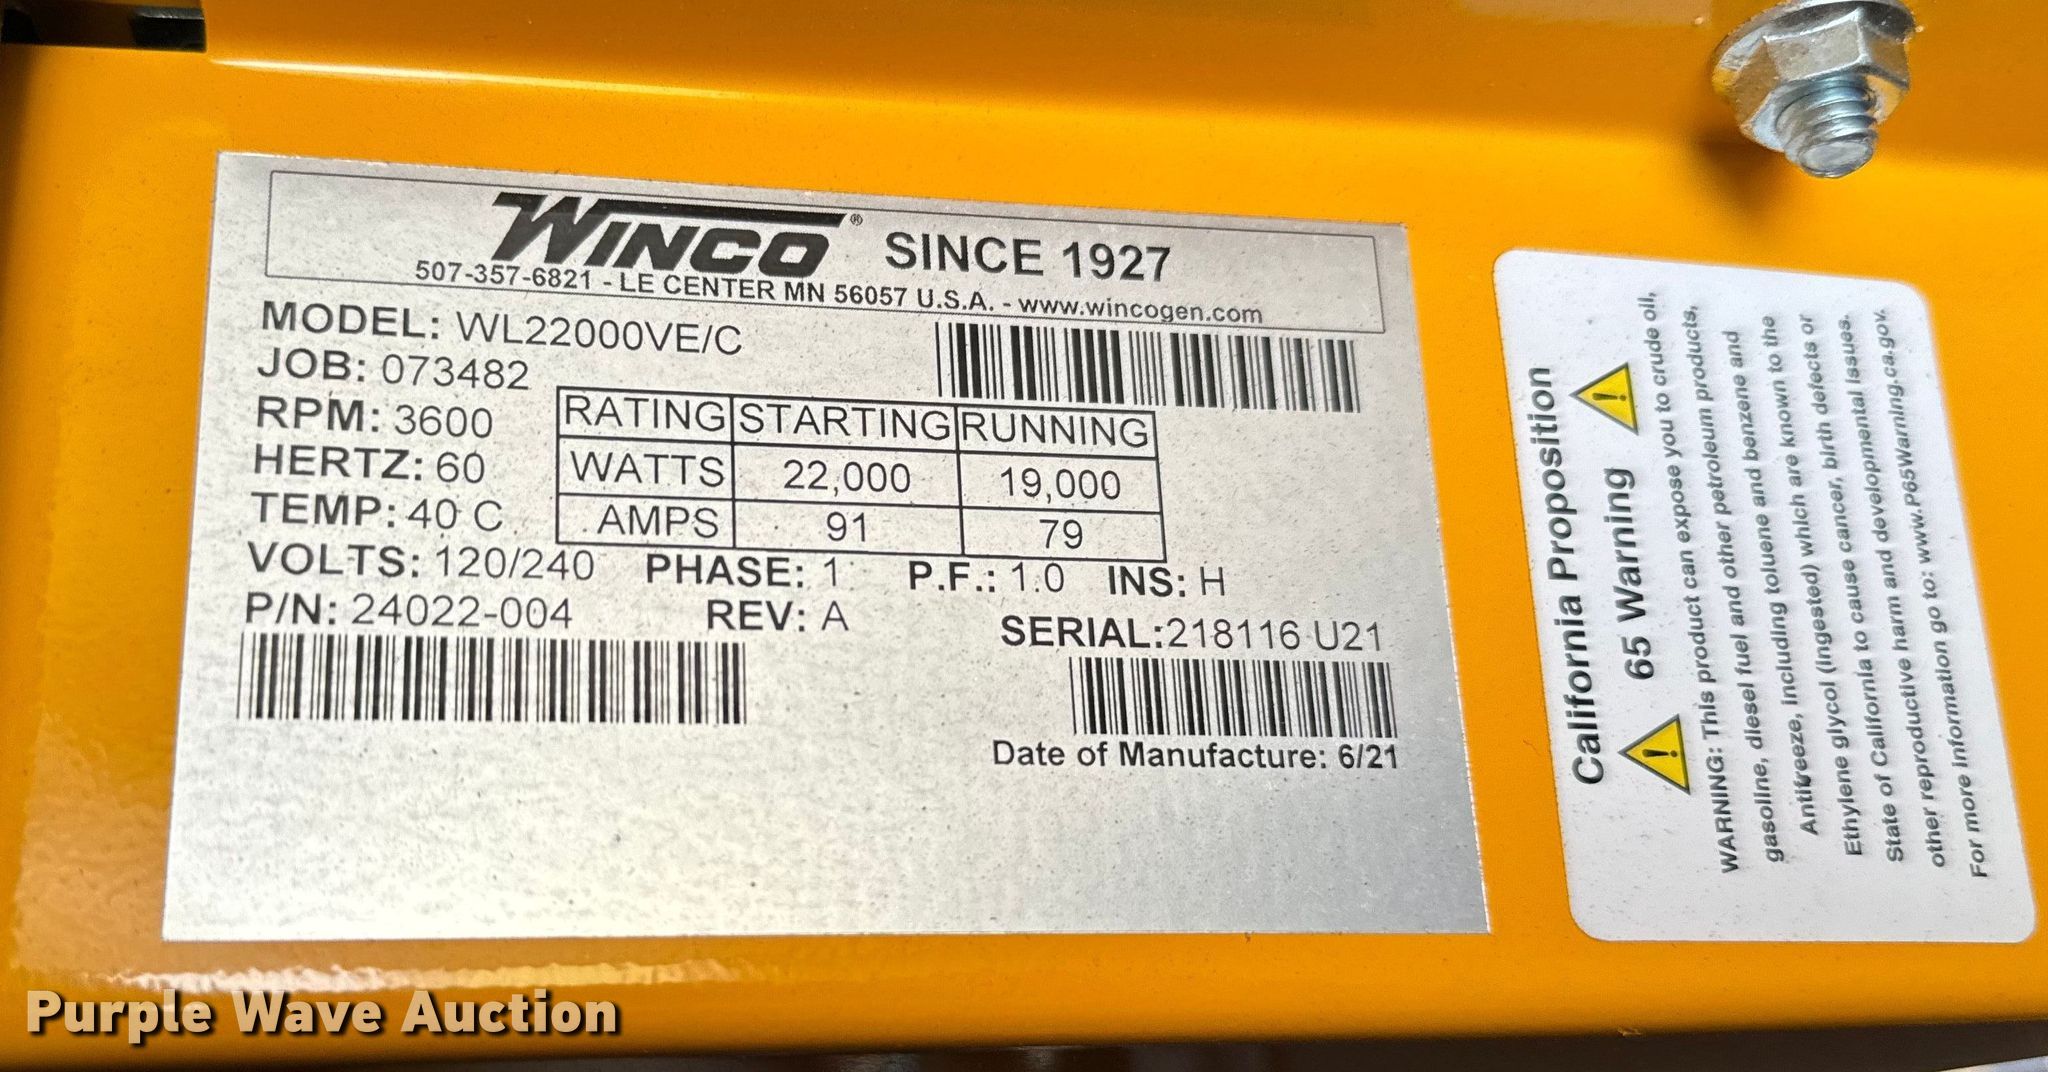 WINCO® SINCE 1927
507-357-6821 - LE CENTER MN 56057 U.S.A. - www.wincogen.com
MODEL: WL22000VE/C
JOB: 073482
RPM: 3600
HERTZ: 60
TEMP: 40 C
RATING STARTING RUNNING
WATTS 22,000 19,000
AMPS 91 79
VOLTS: 120/240 PHASE: 1 P.F.: 1.0 INS: H
P/N: 24022-004 REV: A SERIAL:218116 U21
Date of Manufacture: 6/21
California Proposition
65 Warning
WARNING: This product can expose you to crude oil,
gasoline, diesel fuel and other petroleum products,
Antifreeze, including toluene and benzene and
Ethylene glycol (ingested) which are known to the
State of California to cause cancer, birth defects or
other reproductive harm and developmental issues.
For more information go to: www.P65Warning.ca.gov.
Purple Wave Auction